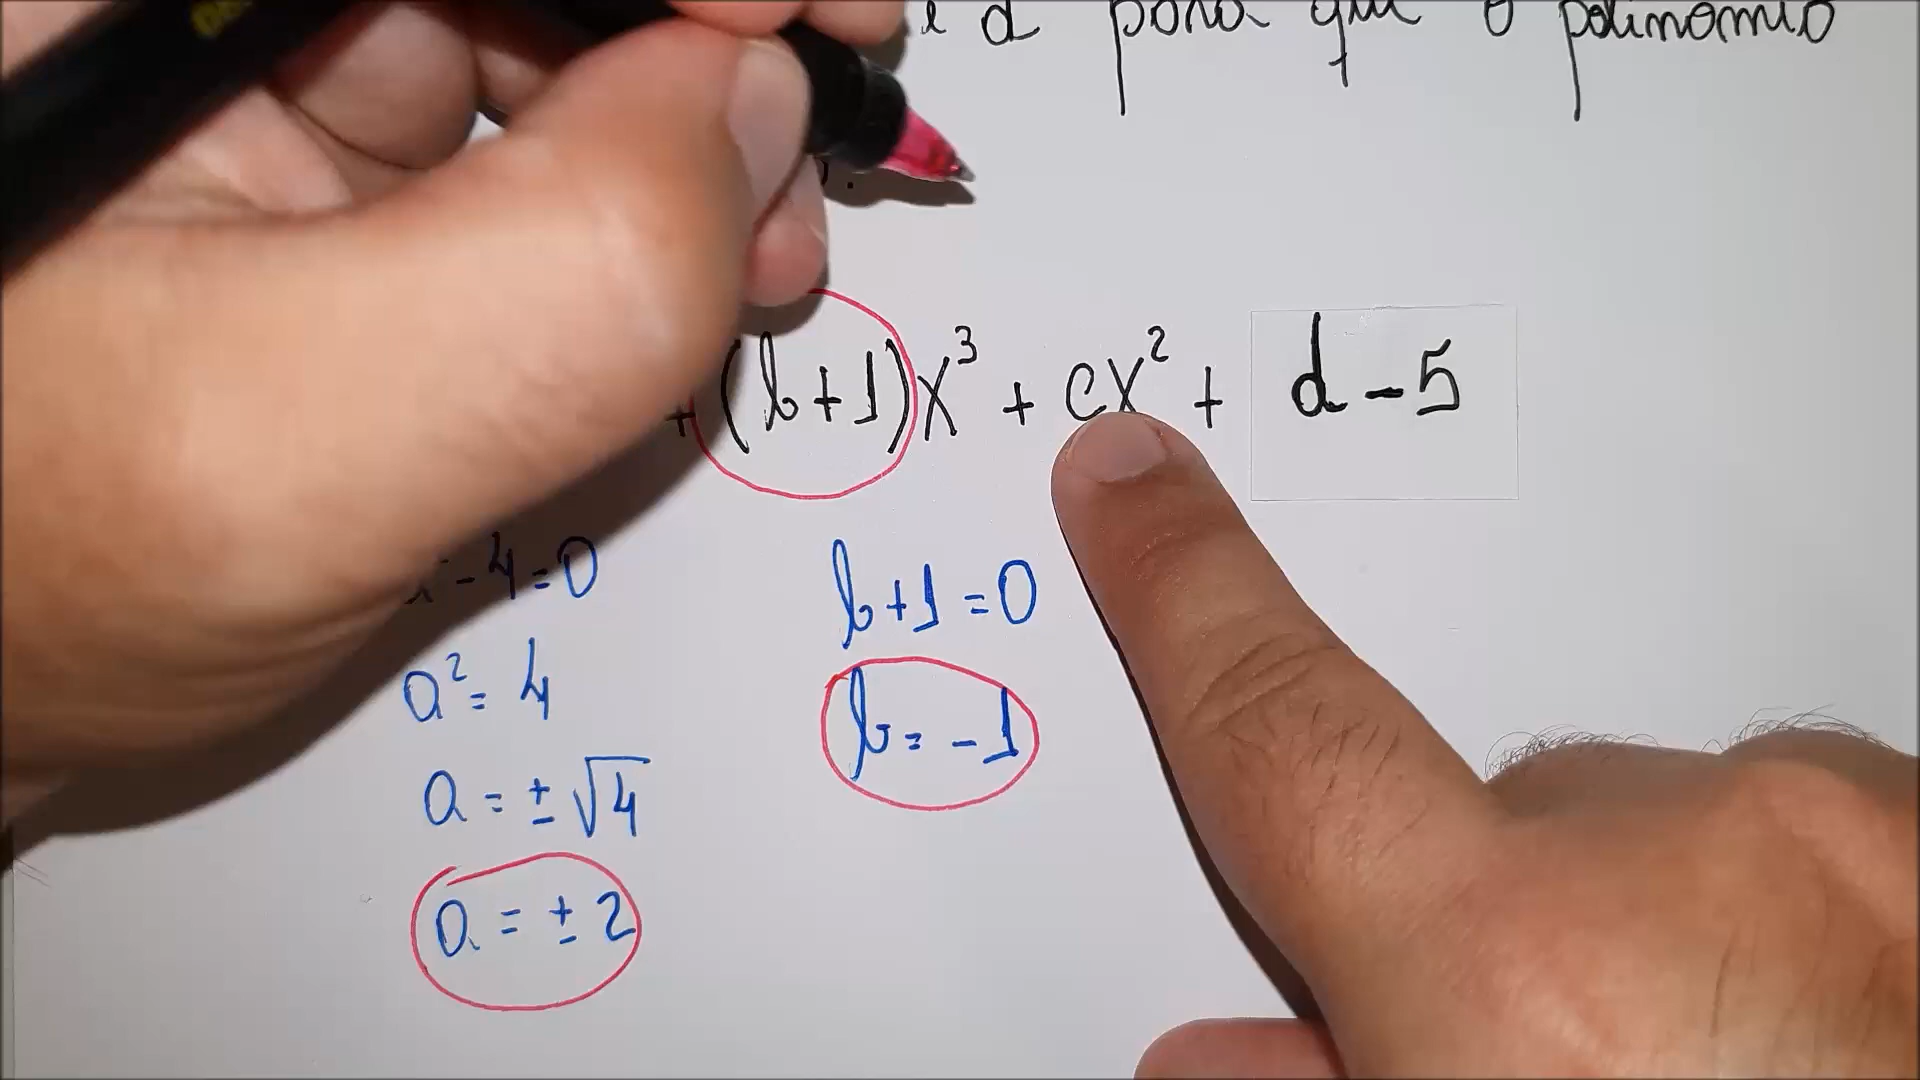 e d para que o polinômio
+ (b+1)x³ + cx² + d-5
-4=0
b+1=0
a²=4
b=-1
a=±√4
a=±2